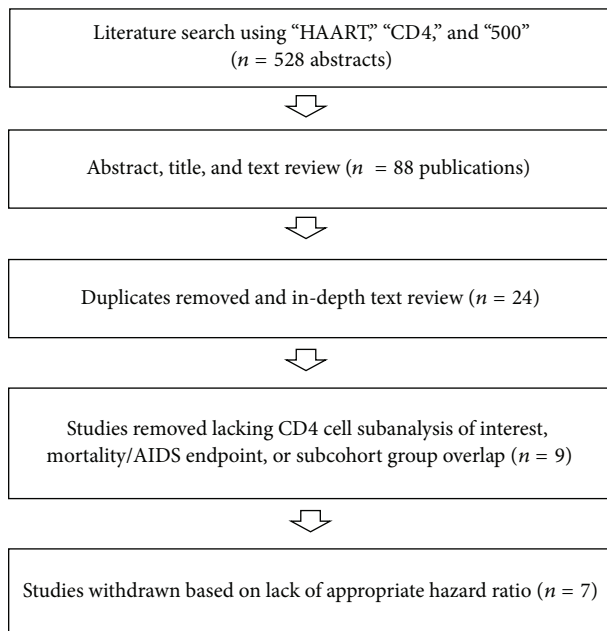 Literature search using “HAART,” “CD4,” and “500”
(n = 528 abstracts)
Abstract, title, and text review (n = 88 publications)
Duplicates removed and in-depth text review (n = 24)
Studies removed lacking CD4 cell subanalysis of interest,
mortality/AIDS endpoint, or subcohort group overlap (n = 9)
Studies withdrawn based on lack of appropriate hazard ratio (n = 7)